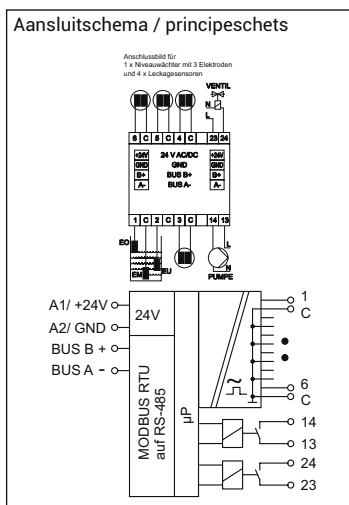 Aansluitschema / principeschets
Anschlussbild für
1 x Niveauwächter mit 3 Elektroden
und 4 x Leckagesensoren
VENTIL
N
L
6 C 5 C 4 C 23 24
+24V 24 V AC/DC +24V
GND GND GND
B+ BUS B+ B+
A- BUS A- A-
1 C 2 C 3 C 14 13
EO
EM
EU
L
N
PUMPE
A1/ +24V
A2/ GND
BUS B +
BUS A -
24V
MODBUS RTU
auf RS-485
µP
1
C
6
C
14
13
24
23